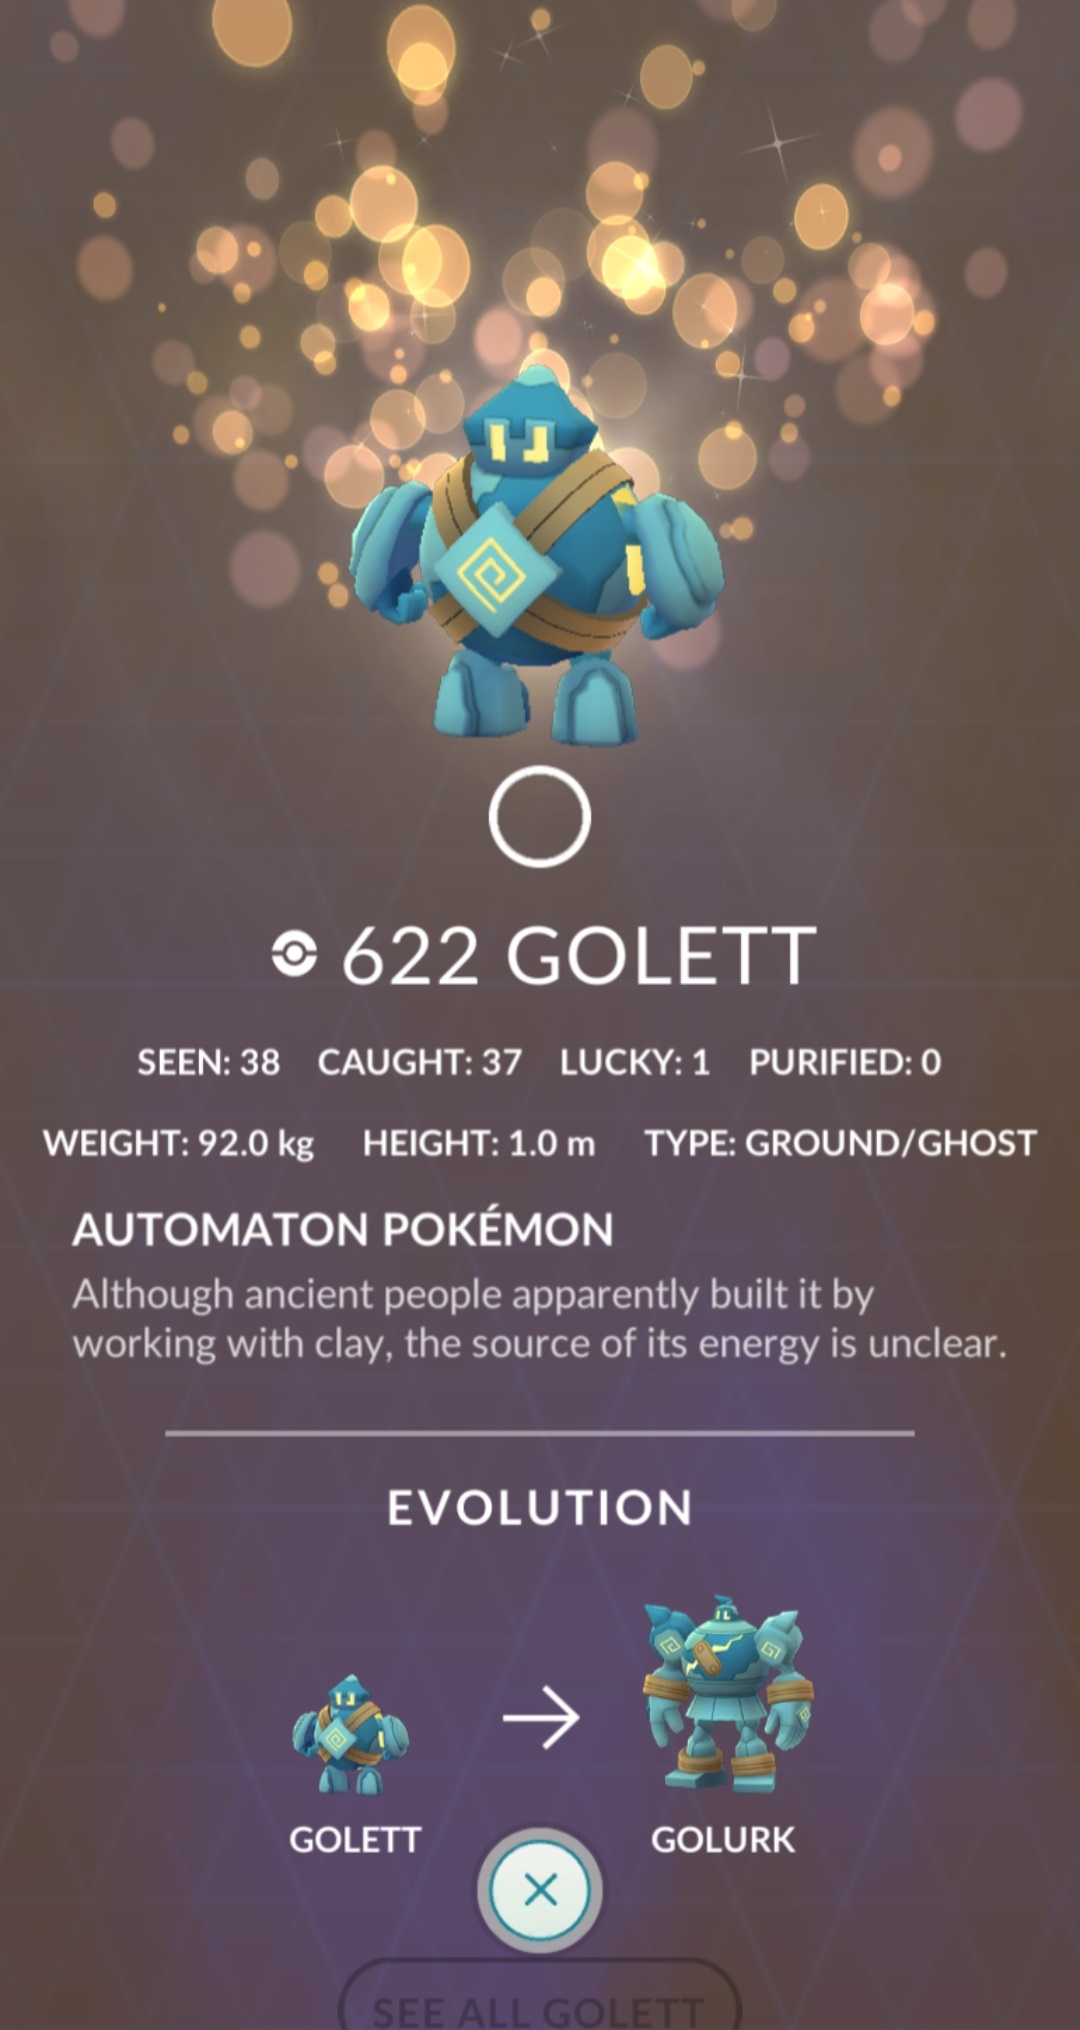 622 GOLETT
SEEN: 38 CAUGHT: 37 LUCKY: 1 PURIFIED: 0
WEIGHT: 92.0 kg HEIGHT: 1.0 m TYPE: GROUND/GHOST
AUTOMATON POKÉMON
Although ancient people apparently built it by
working with clay, the source of its energy is unclear.
EVOLUTION
GOLETT GOLURK
SEE ALL GOLETT